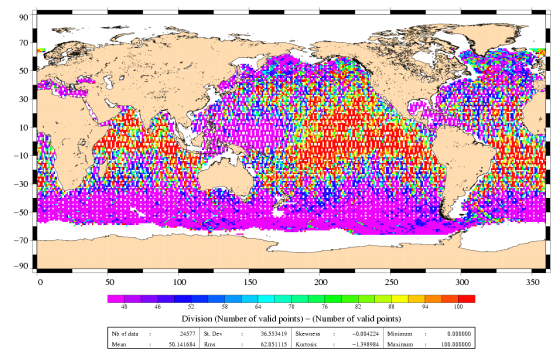 90
70
50
30
10
−10
−30
−50
−70
−90
0 50 100 150 200 250 300 350
40 46 52 58 64 70 76 82 88 94 100
Division (Number of valid points) − (Number of valid points)
Nb of data : 24577 St. Dev : 36.553419 Skewness : −0.004224 Minimum : 0.000000
Mean : 50.141684 Rms : 62.051115 Kurtosis : −1.398984 Maximum : 100.000000